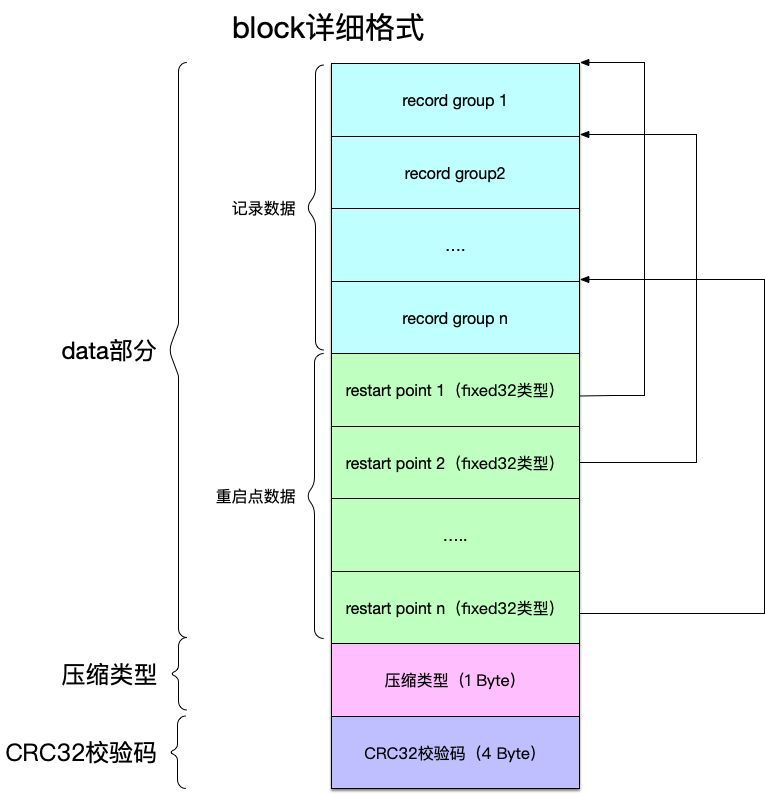 block详细格式
record group 1
record group2
记录数据
....
record group n
data部分
restart point 1（fixed32类型）
restart point 2（fixed32类型）
重启点数据
.....
restart point n（fixed32类型）
压缩类型
压缩类型（1 Byte）
CRC32校验码
CRC32校验码（4 Byte）